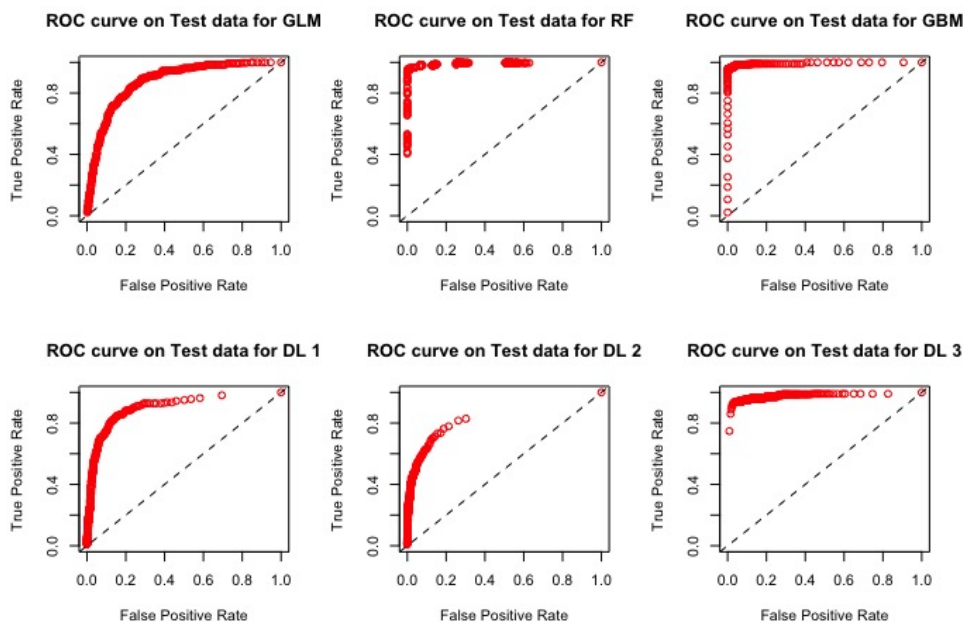 ROC curve on Test data for GLM
True Positive Rate
0.0 0.4 0.8
0.0 0.2 0.4 0.6 0.8 1.0
False Positive Rate
ROC curve on Test data for RF
True Positive Rate
0.0 0.4 0.8
0.0 0.2 0.4 0.6 0.8 1.0
False Positive Rate
ROC curve on Test data for GBM
True Positive Rate
0.0 0.4 0.8
0.0 0.2 0.4 0.6 0.8 1.0
False Positive Rate
ROC curve on Test data for DL 1
True Positive Rate
0.0 0.4 0.8
0.0 0.2 0.4 0.6 0.8 1.0
False Positive Rate
ROC curve on Test data for DL 2
True Positive Rate
0.0 0.4 0.8
0.0 0.2 0.4 0.6 0.8 1.0
False Positive Rate
ROC curve on Test data for DL 3
True Positive Rate
0.0 0.4 0.8
0.0 0.2 0.4 0.6 0.8 1.0
False Positive Rate